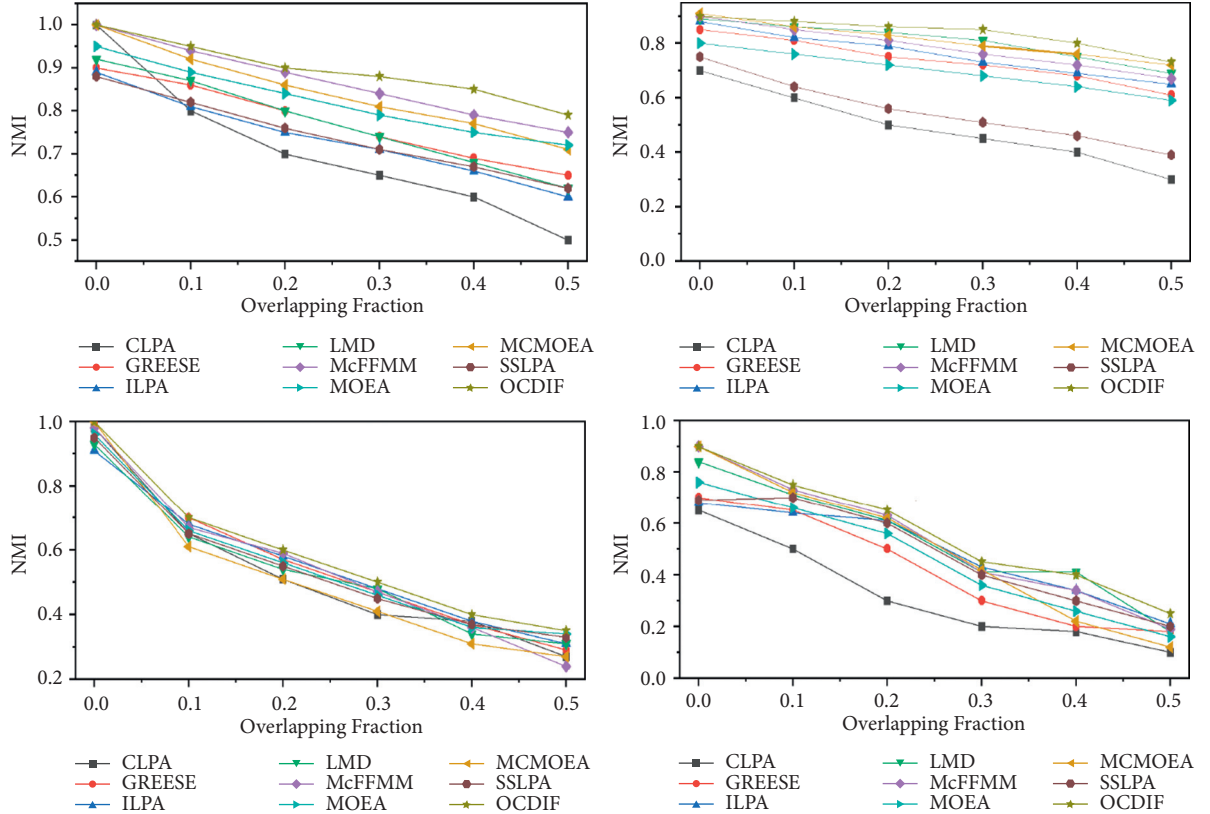 NMI
1.0
0.9
0.8
0.7
0.6
0.5
0.0 0.1 0.2 0.3 0.4 0.5
Overlapping Fraction
CLPA LMD MCMOEA
GREESE McFFMM SSLPA
ILPA MOEA OCDIF
NMI
0.8
0.6
0.4
0.2
0.0
0.0 0.1 0.2 0.3 0.4 0.5
Overlapping Fraction
CLPA LMD MCMOEA
GREESE McFFMM SSLPA
ILPA MOEA OCDIF
NMI
1.0
0.8
0.6
0.4
0.2
0.0 0.1 0.2 0.3 0.4 0.5
Overlapping Fraction
CLPA LMD MCMOEA
GREESE McFFMM SSLPA
ILPA MOEA OCDIF
NMI
1.0
0.8
0.6
0.4
0.2
0.0
0.0 0.1 0.2 0.3 0.4 0.5
Overlapping Fraction
CLPA LMD MCMOEA
GREESE McFFMM SSLPA
ILPA MOEA OCDIF